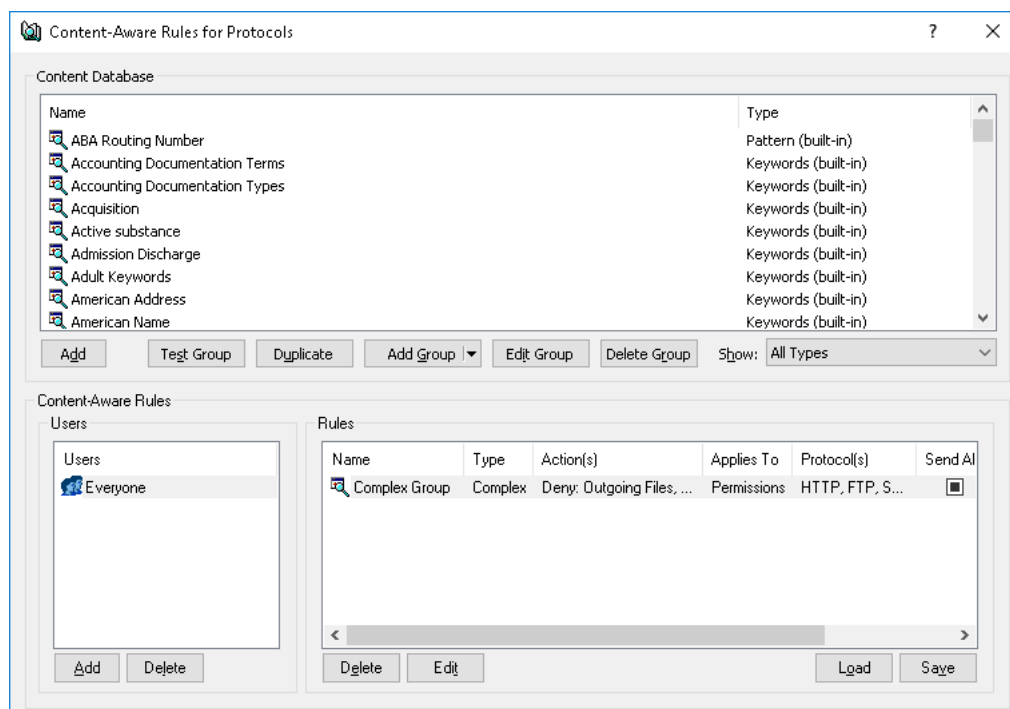 Content-Aware Rules for Protocols ?
Content Database
Name Type
ABA Routing Number Pattern (built-in)
Accounting Documentation Terms Keywords (built-in)
Accounting Documentation Types Keywords (built-in)
Acquisition Keywords (built-in)
Active substance Keywords (built-in)
Admission Discharge Keywords (built-in)
Adult Keywords Keywords (built-in)
American Address Keywords (built-in)
American Name Keywords (built-in)
Add Test Group Duplicate Add Group Edit Group Delete Group Show: All Types
Content-Aware Rules
Users
Users
Everyone
Add Delete
Rules
Name Type Action(s) Applies To Protocol(s) Send Al
Complex Group Complex Deny: Outgoing Files, ... Permissions HTTP, FTP, S...
Delete Edit Load Save